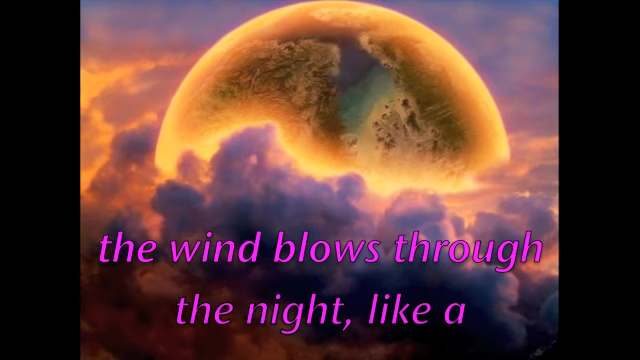 the wind blows through
the night, like a